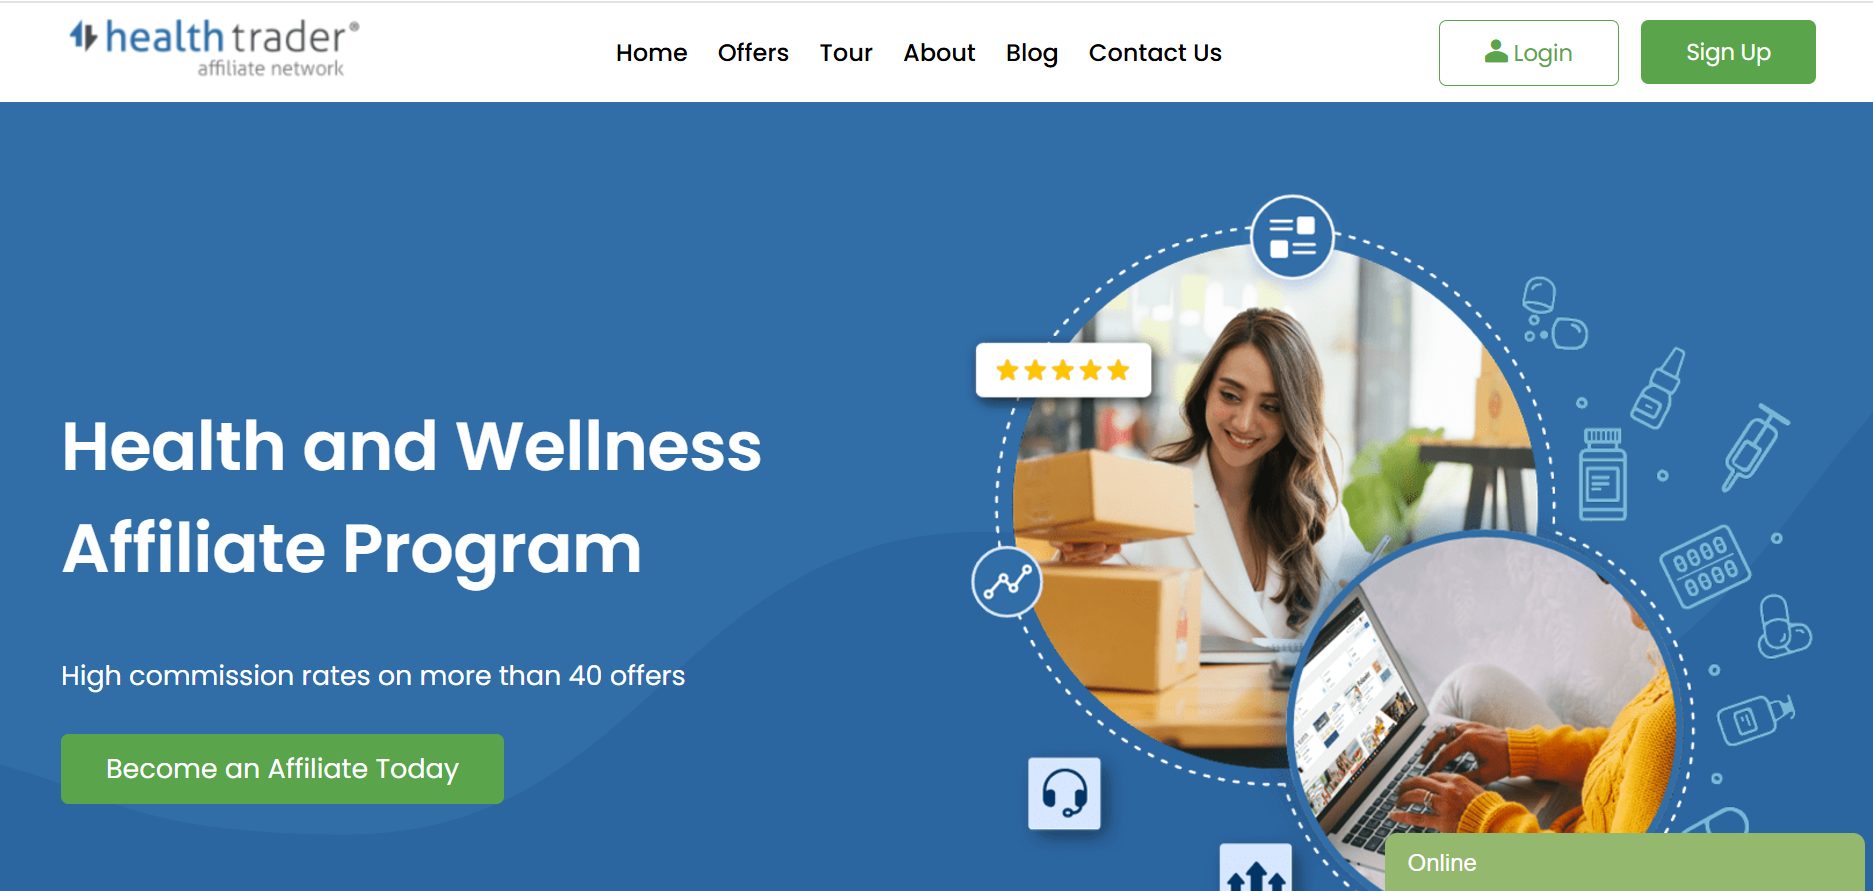 health trader®
affiliate network
Home Offers Tour About Blog Contact Us
Login
Sign Up
Health and Wellness
Affiliate Program
High commission rates on more than 40 offers
Become an Affiliate Today
Online